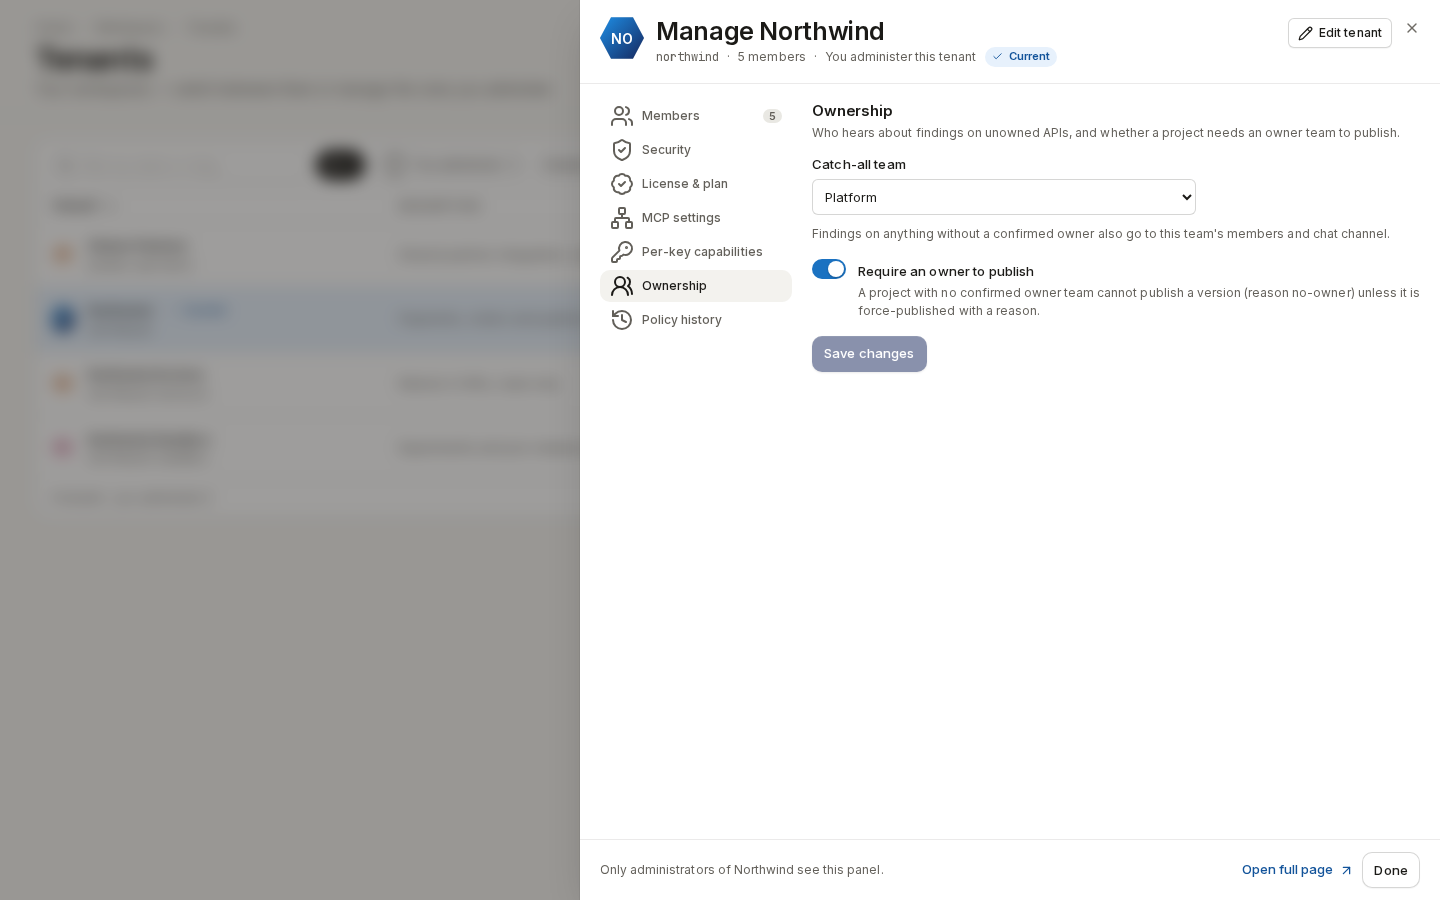 Tenants
NO
Manage Northwind
northwind · 5 members · You administer this tenant
Current
Edit tenant
Members
5
Security
License & plan
MCP settings
Per-key capabilities
Ownership
Policy history
Ownership
Who hears about findings on unowned APIs, and whether a project needs an owner team to publish.
Catch-all team
Platform
Findings on anything without a confirmed owner also go to this team's members and chat channel.
Require an owner to publish
A project with no confirmed owner team cannot publish a version (reason no-owner) unless it is
force-published with a reason.
Save changes
Only administrators of Northwind see this panel.
Open full page
Done